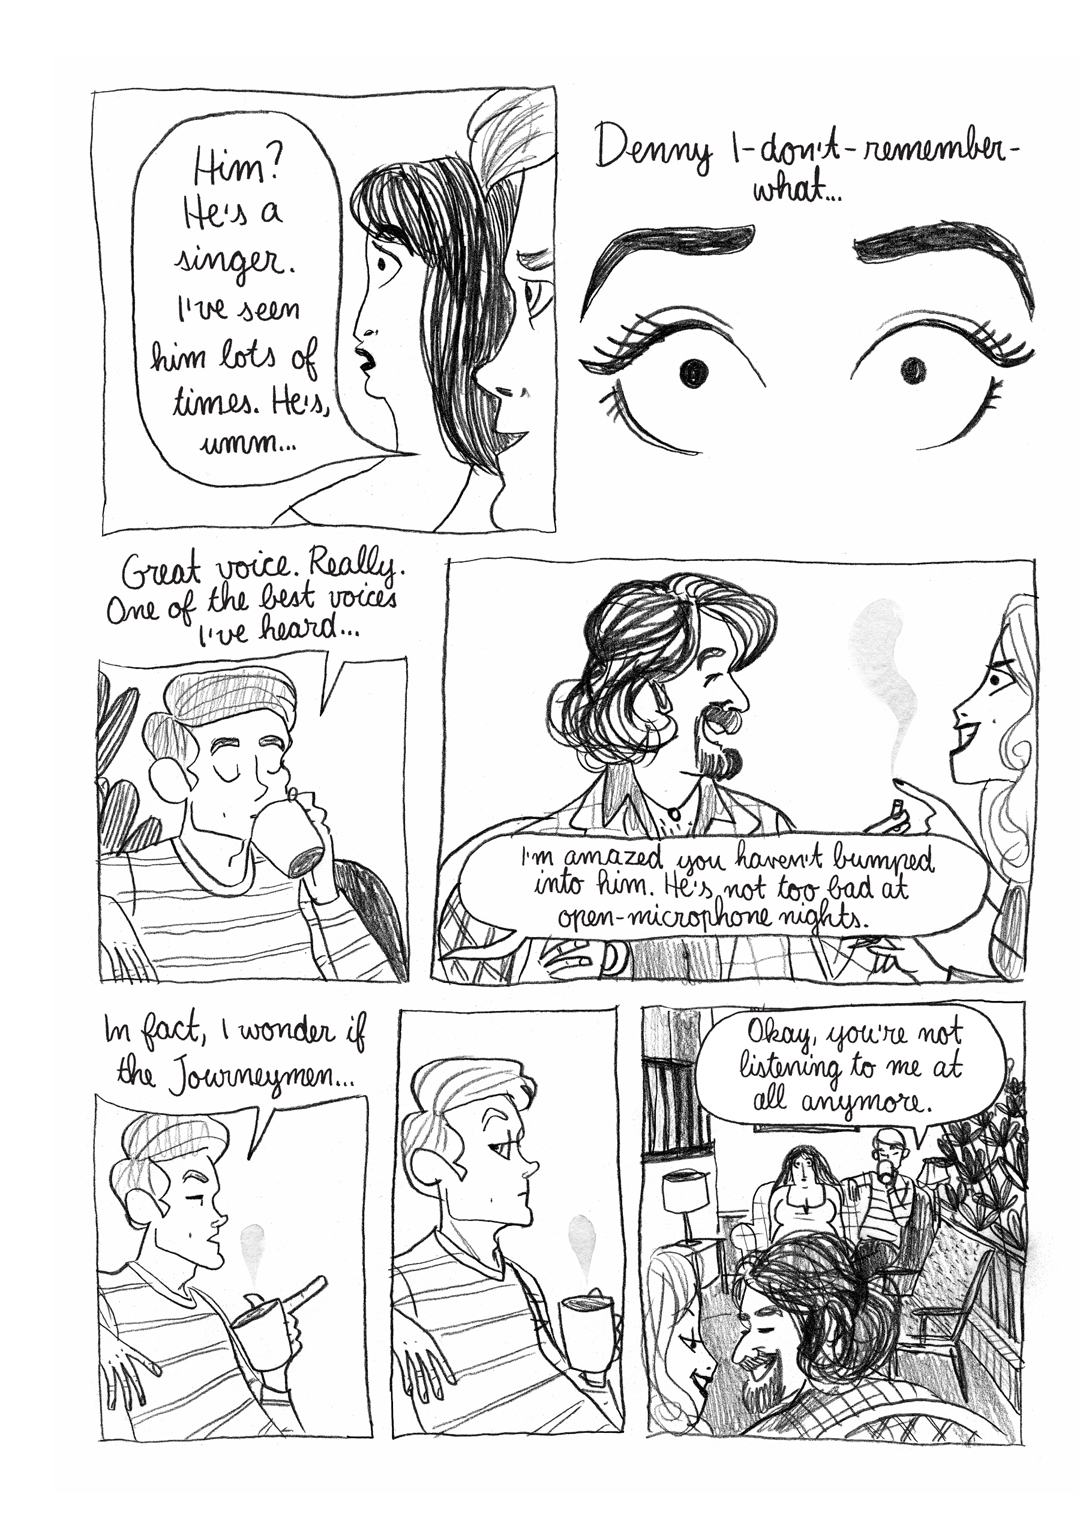 Him?
He's a
singer.
I've seen
him lots of
times. He's,
umm...
Denny I-don't-remember-
what...
Great voice. Really.
One of the best voices
I've heard...
I'm amazed you haven't bumped
into him. He's not too bad at
open-microphone nights.
In fact, I wonder if
the Journeymen...
Okay, you're not
listening to me at
all anymore.